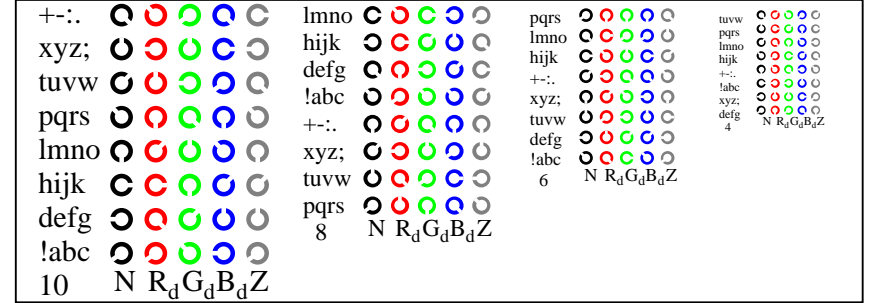 +-:.
xyz;
tuvw
pqrs
lmno
hijk
defg
!abc
10 N RdGdBdZ
lmno
hijk
defg
!abc
+-:.
xyz;
tuvw
pqrs
8 N RdGdBdZ
pqrs
lmno
hijk
+-:.
xyz;
tuvw
defg
!abc
6 N RdGdBdZ
tuvw
pqrs
lmno
hijk
+-:.
!abc
xyz;
defg
4 N RdGdBdZ